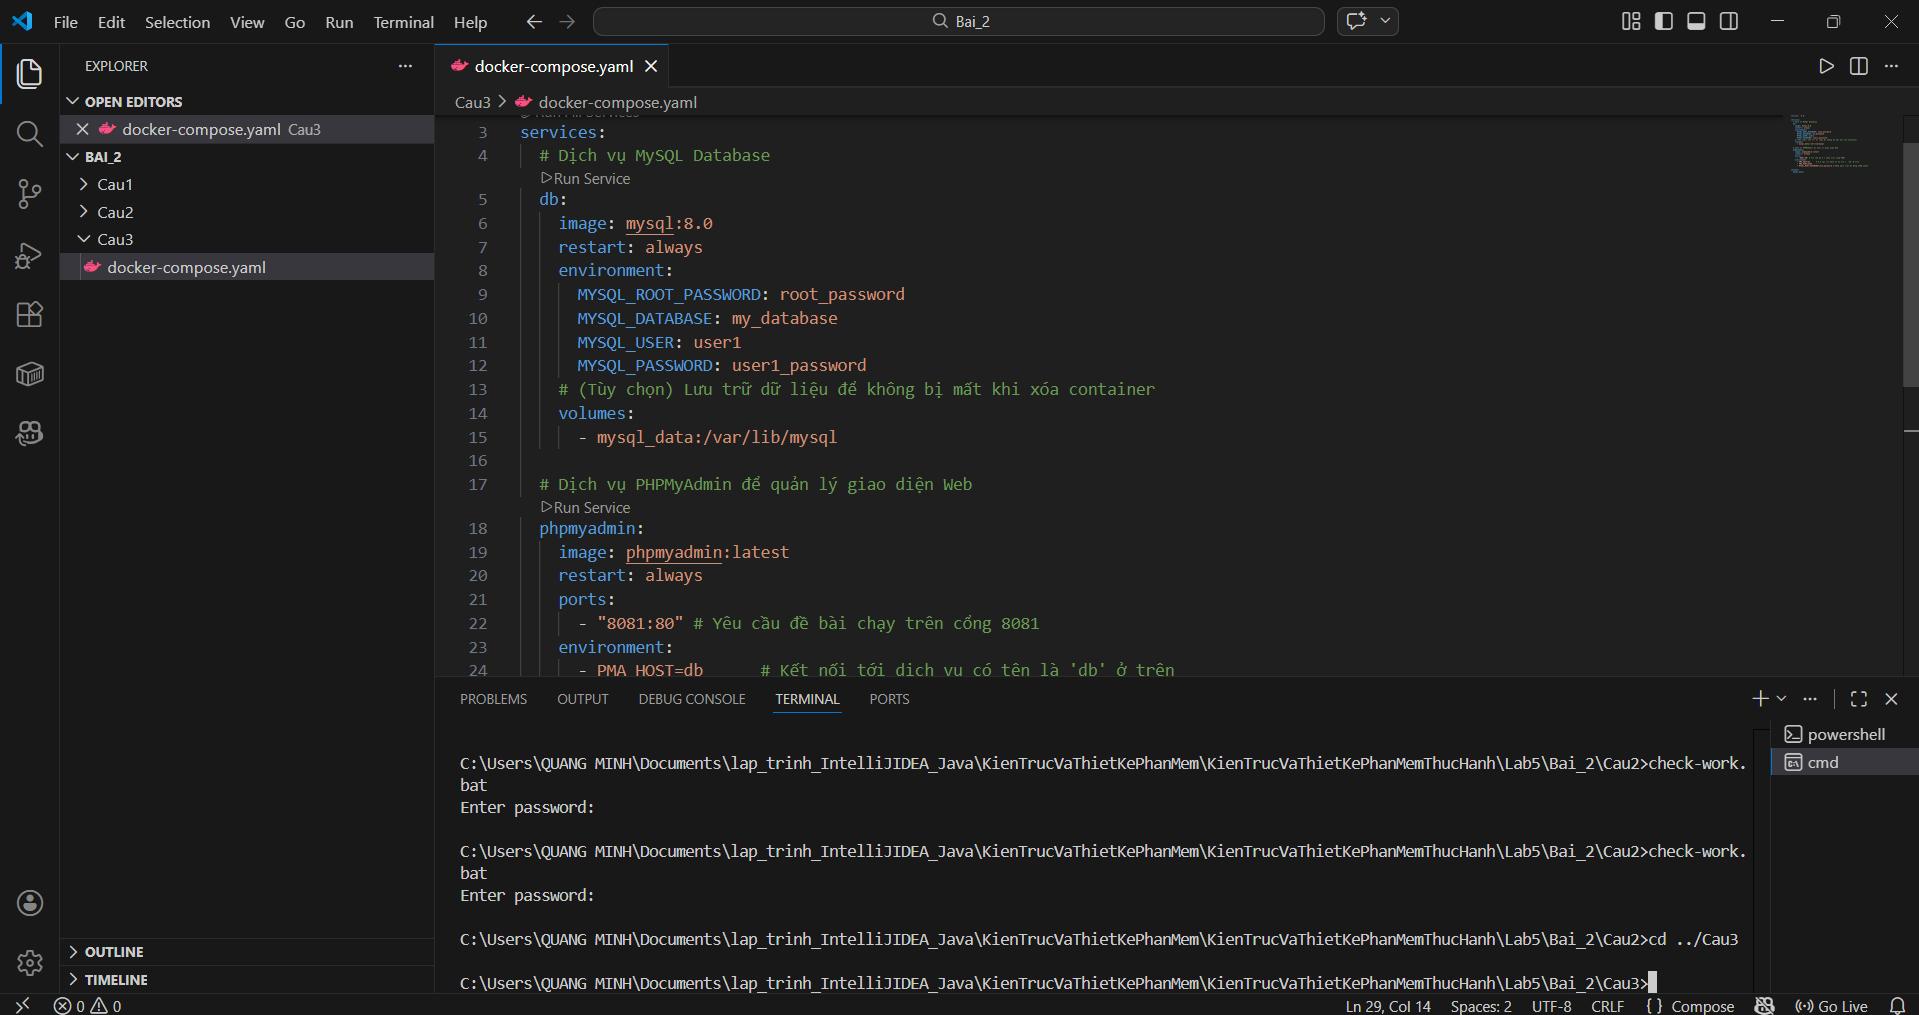 File Edit Selection View Go Run Terminal Help
Bai_2
EXPLORER
OPEN EDITORS
docker-compose.yaml Cau3
BAI_2
Cau1
Cau2
Cau3
docker-compose.yaml
OUTLINE
TIMELINE
docker-compose.yaml
Cau3 > docker-compose.yaml
Run All Services
3 services:
4 # Dịch vụ MySQL Database
Run Service
5 db:
6 image: mysql:8.0
7 restart: always
8 environment:
9 MYSQL_ROOT_PASSWORD: root_password
10 MYSQL_DATABASE: my_database
11 MYSQL_USER: user1
12 MYSQL_PASSWORD: user1_password
13 # (Tùy chọn) Lưu trữ dữ liệu để không bị mất khi xóa container
14 volumes:
15 - mysql_data:/var/lib/mysql
16
17 # Dịch vụ PHPMyAdmin để quản lý giao diện Web
Run Service
18 phpmyadmin:
19 image: phpmyadmin:latest
20 restart: always
21 ports:
22 - "8081:80" # Yêu cầu đề bài chạy trên cổng 8081
23 environment:
24 - PMA_HOST=db # Kết nối tới dịch vụ có tên là 'db' ở trên
PROBLEMS OUTPUT DEBUG CONSOLE TERMINAL PORTS
powershell
cmd
C:\Users\QUANG MINH\Documents\lap_trinh_IntelliJIDEA_Java\KienTrucVaThietKePhanMem\KienTrucVaThietKePhanMemThucHanh\Lab5\Bai_2\Cau2>check-work.
bat
Enter password:
C:\Users\QUANG MINH\Documents\lap_trinh_IntelliJIDEA_Java\KienTrucVaThietKePhanMem\KienTrucVaThietKePhanMemThucHanh\Lab5\Bai_2\Cau2>check-work.
bat
Enter password:
C:\Users\QUANG MINH\Documents\lap_trinh_IntelliJIDEA_Java\KienTrucVaThietKePhanMem\KienTrucVaThietKePhanMemThucHanh\Lab5\Bai_2\Cau2>cd ../Cau3
C:\Users\QUANG MINH\Documents\lap_trinh_IntelliJIDEA_Java\KienTrucVaThietKePhanMem\KienTrucVaThietKePhanMemThucHanh\Lab5\Bai_2\Cau3>
0 0 Ln 29, Col 14 Spaces: 2 UTF-8 CRLF {} Compose Go Live